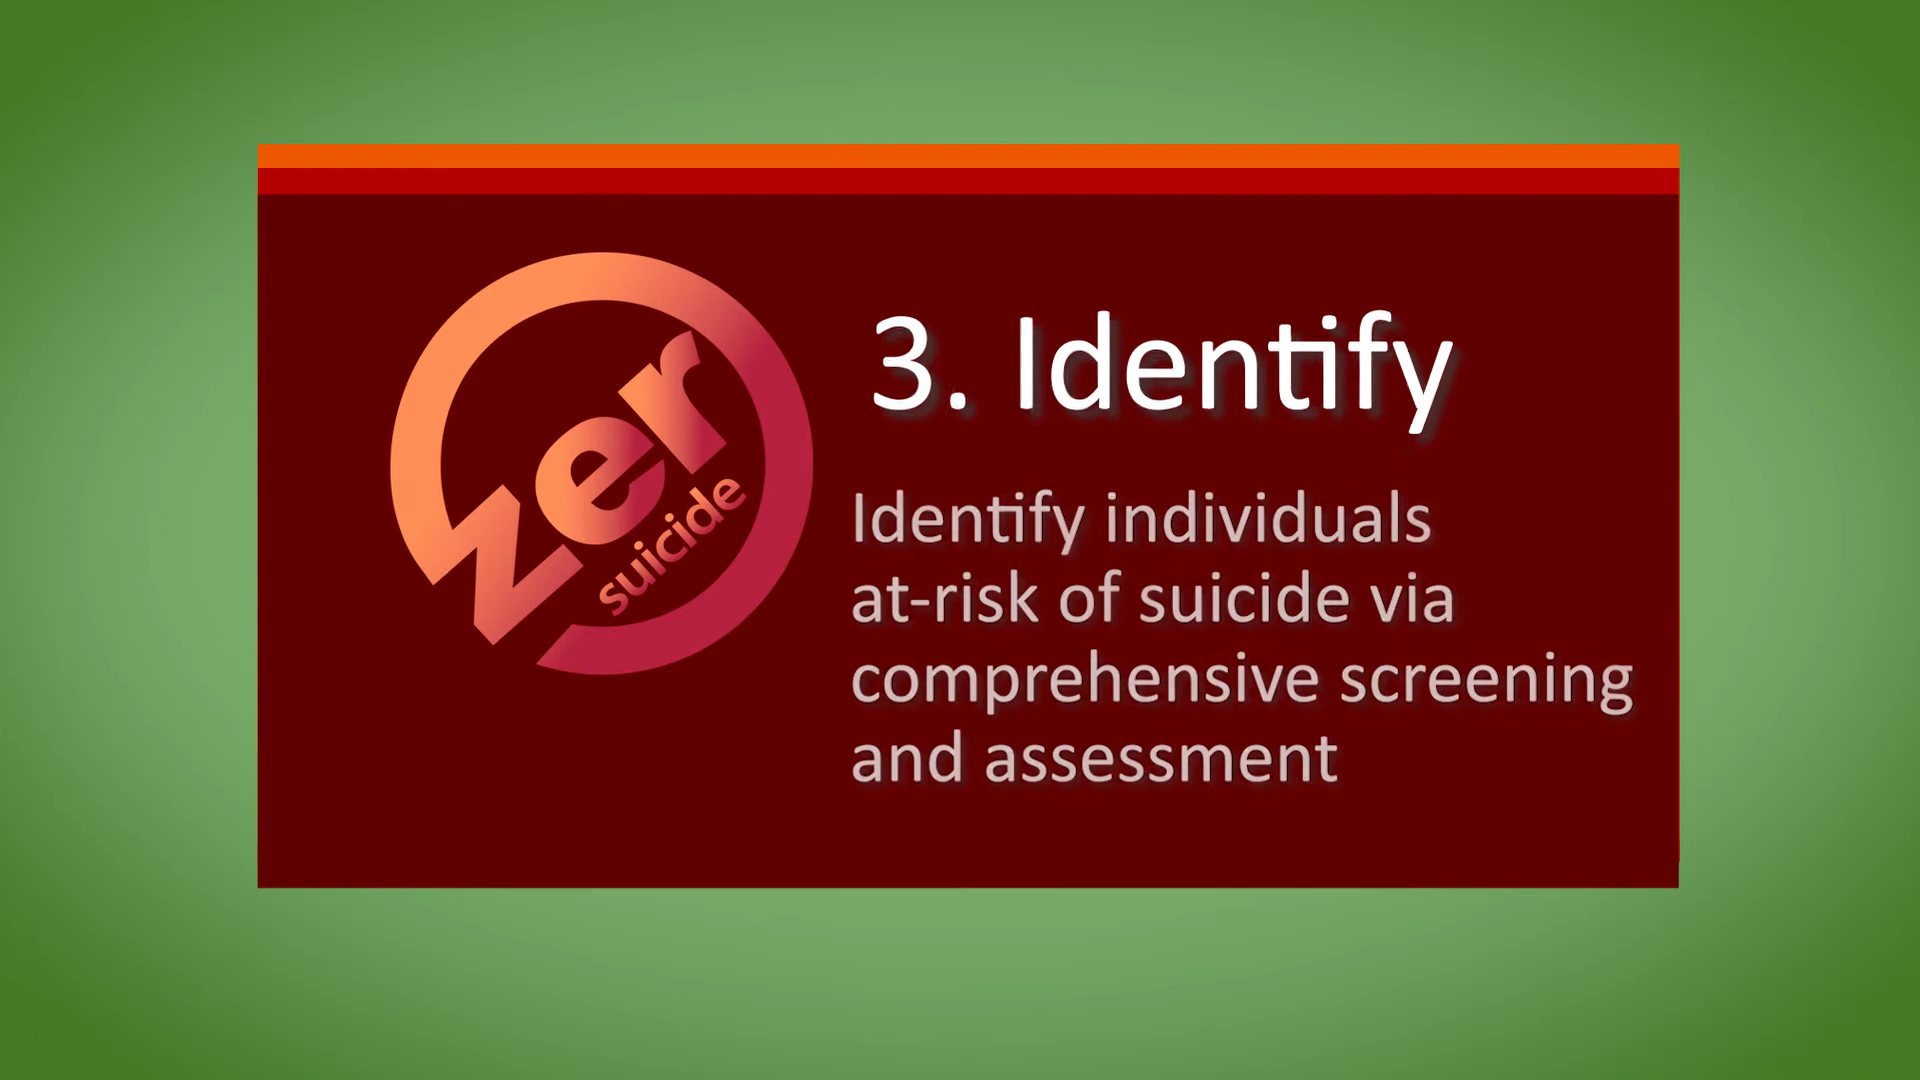 zer
suicide
3. Identify
Identify individuals
at-risk of suicide via
comprehensive screening
and assessment